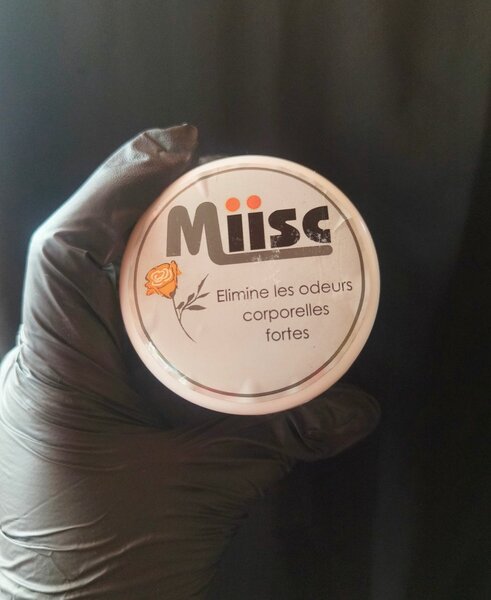 Miisc
Elimine les odeurs
corporelles
fortes